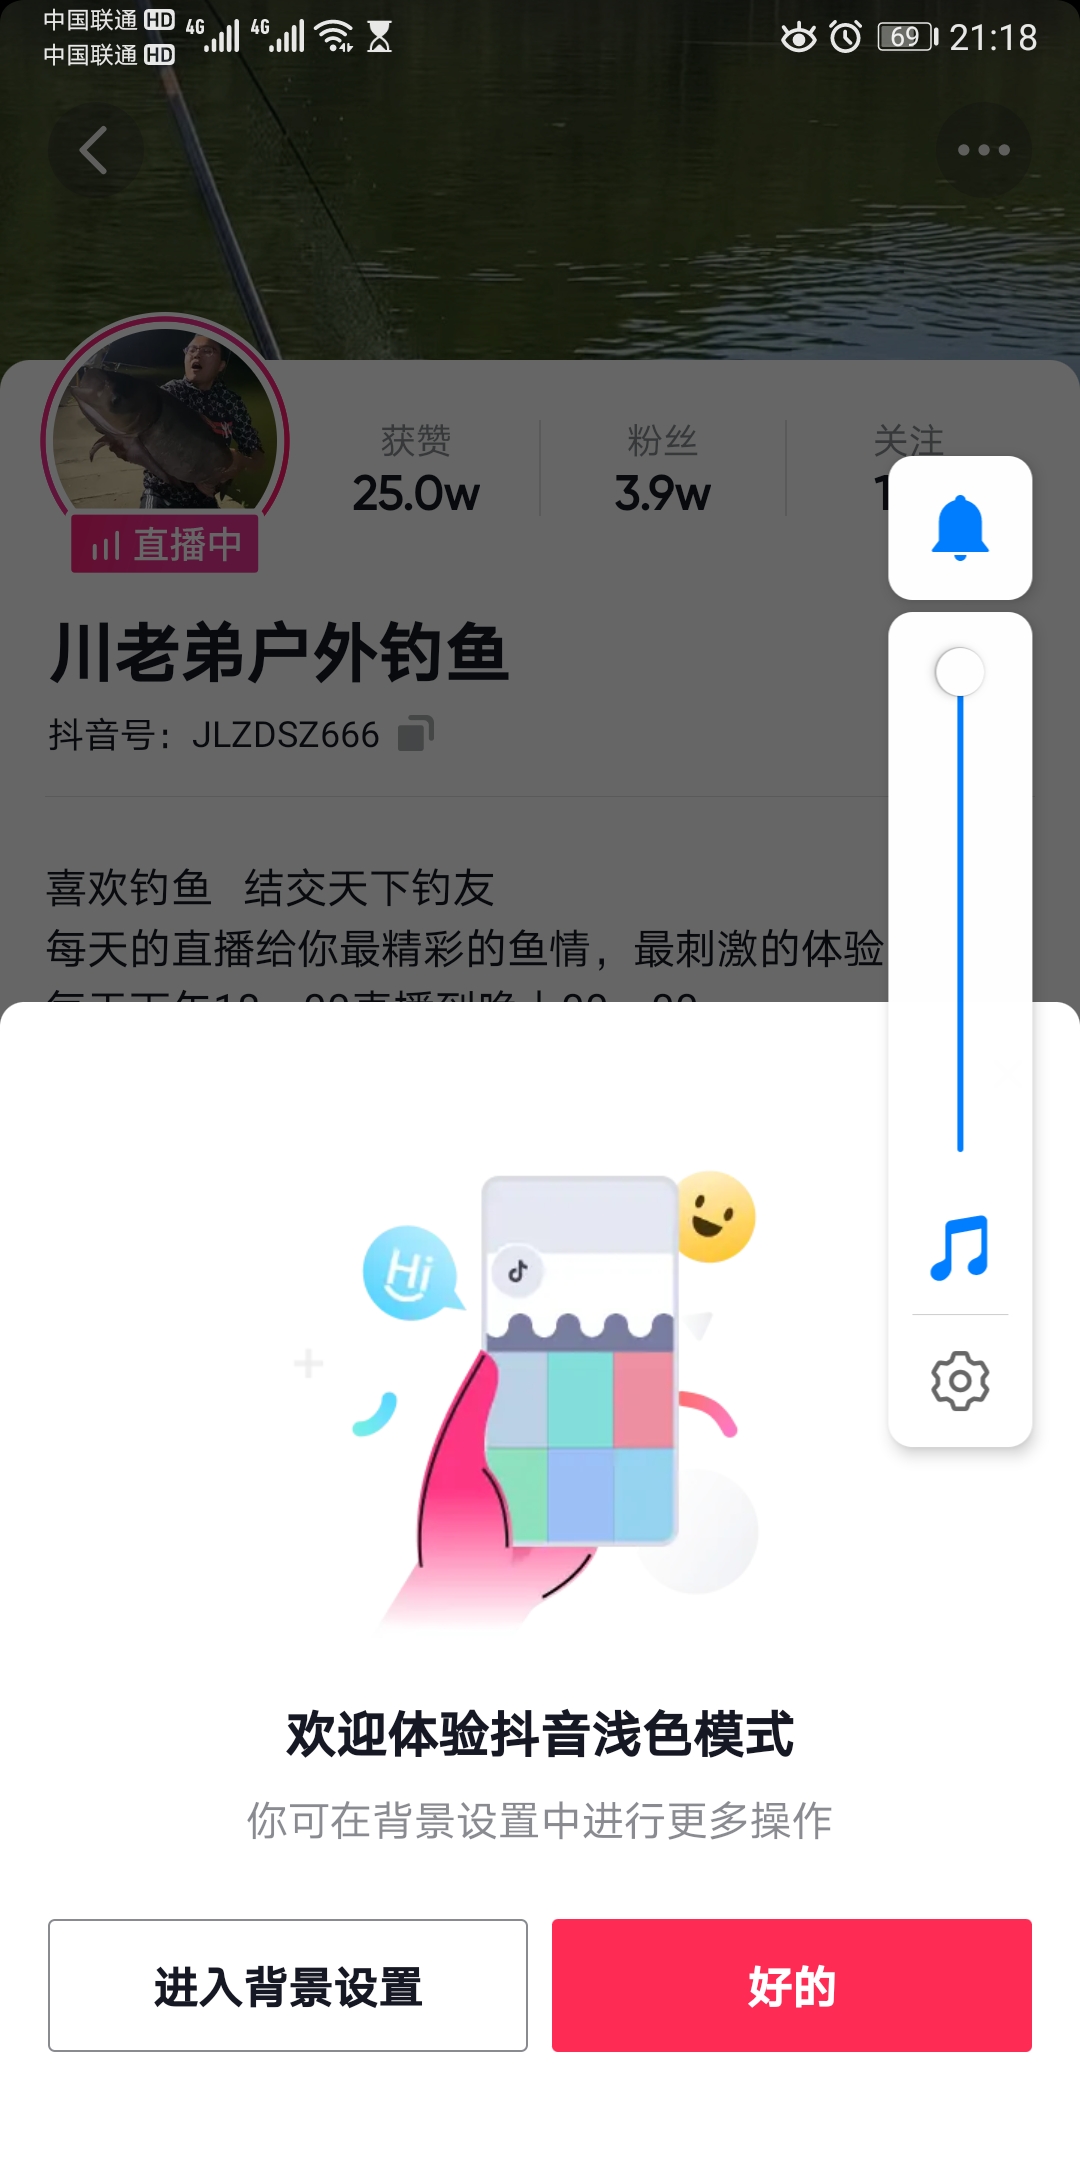 中国联通 HD 4G 4G 69 21:18
中国联通 HD
获赞 粉丝 关注
25.0w 3.9w 1
直播中
川老弟户外钓鱼
抖音号：JLZDSZ666
喜欢钓鱼 结交天下钓友
每天的直播给你最精彩的鱼情，最刺激的体验
Hi
欢迎体验抖音浅色模式
你可在背景设置中进行更多操作
进入背景设置 好的